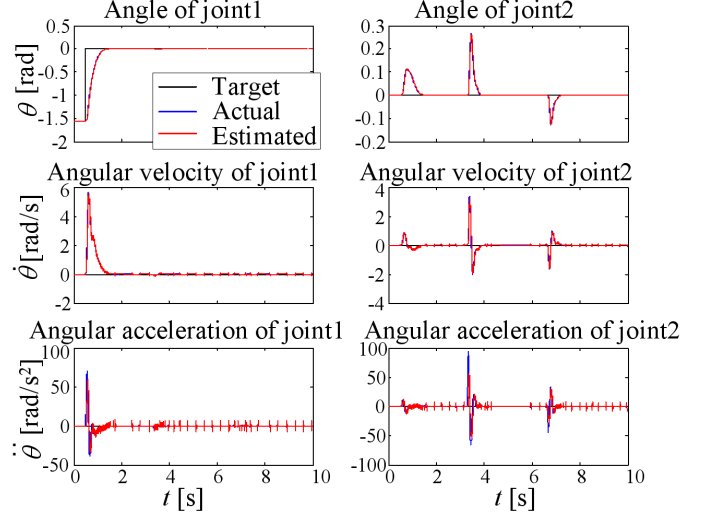 Angle of joint1
Angle of joint2
0.5
0
-0.5
-1
-1.5
-2
θ [rad]
Target
Actual
Estimated
0.3
0.2
0.1
0
-0.1
-0.2
Angular velocity of joint1
Angular velocity of joint2
6
4
2
0
-2
θ̇ [rad/s]
4
2
0
-2
-4
Angular acceleration of joint1
Angular acceleration of joint2
100
50
0
-50
θ̈ [rad/s²]
0 2 4 6 8 10
t [s]
100
50
0
-50
-100
0 2 4 6 8 10
t [s]